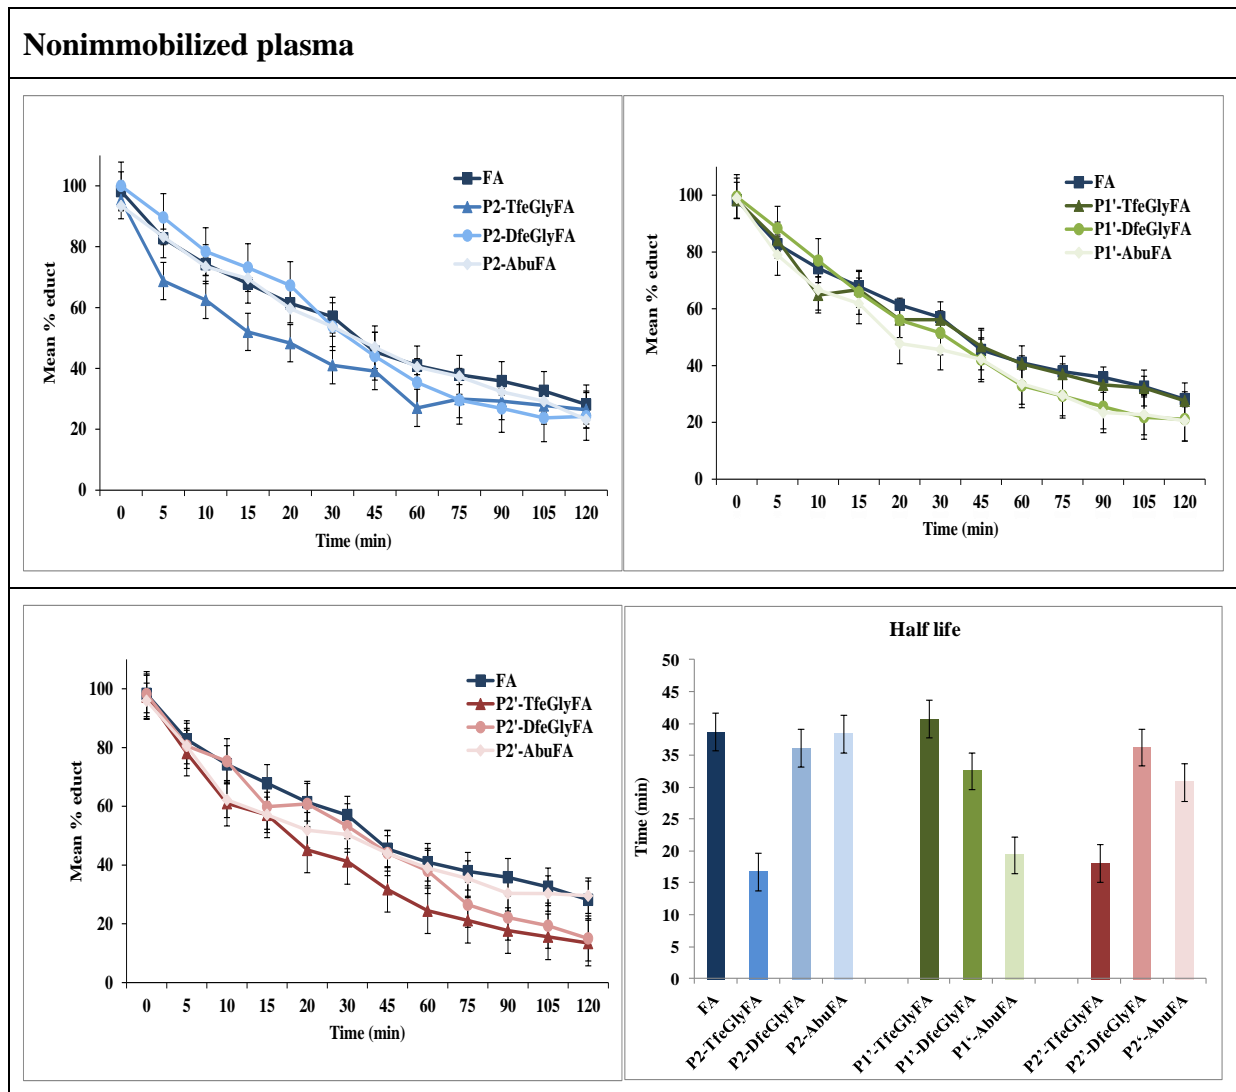 Nonimmobilized plasma
FA
P2-TfeGlyFA
P2-DfeGlyFA
P2-AbuFA
Mean % educt
100
80
60
40
20
0
0 5 10 15 20 30 45 60 75 90 105 120
Time (min)
FA
P1'-TfeGlyFA
P1'-DfeGlyFA
P1'-AbuFA
Mean % educt
100
80
60
40
20
0
0 5 10 15 20 30 45 60 75 90 105 120
Time (min)
FA
P2'-TfeGlyFA
P2'-DfeGlyFA
P2'-AbuFA
Mean % educt
100
80
60
40
20
0
0 5 10 15 20 30 45 60 75 90 105 120
Time (min)
Half life
Time (min)
50
45
40
35
30
25
20
15
10
5
0
FA
P2-TfeGlyFA
P2-DfeGlyFA
P2-AbuFA
P1'-TfeGlyFA
P1'-DfeGlyFA
P1'-AbuFA
P2'-TfeGlyFA
P2'-DfeGlyFA
P2'-AbuFA